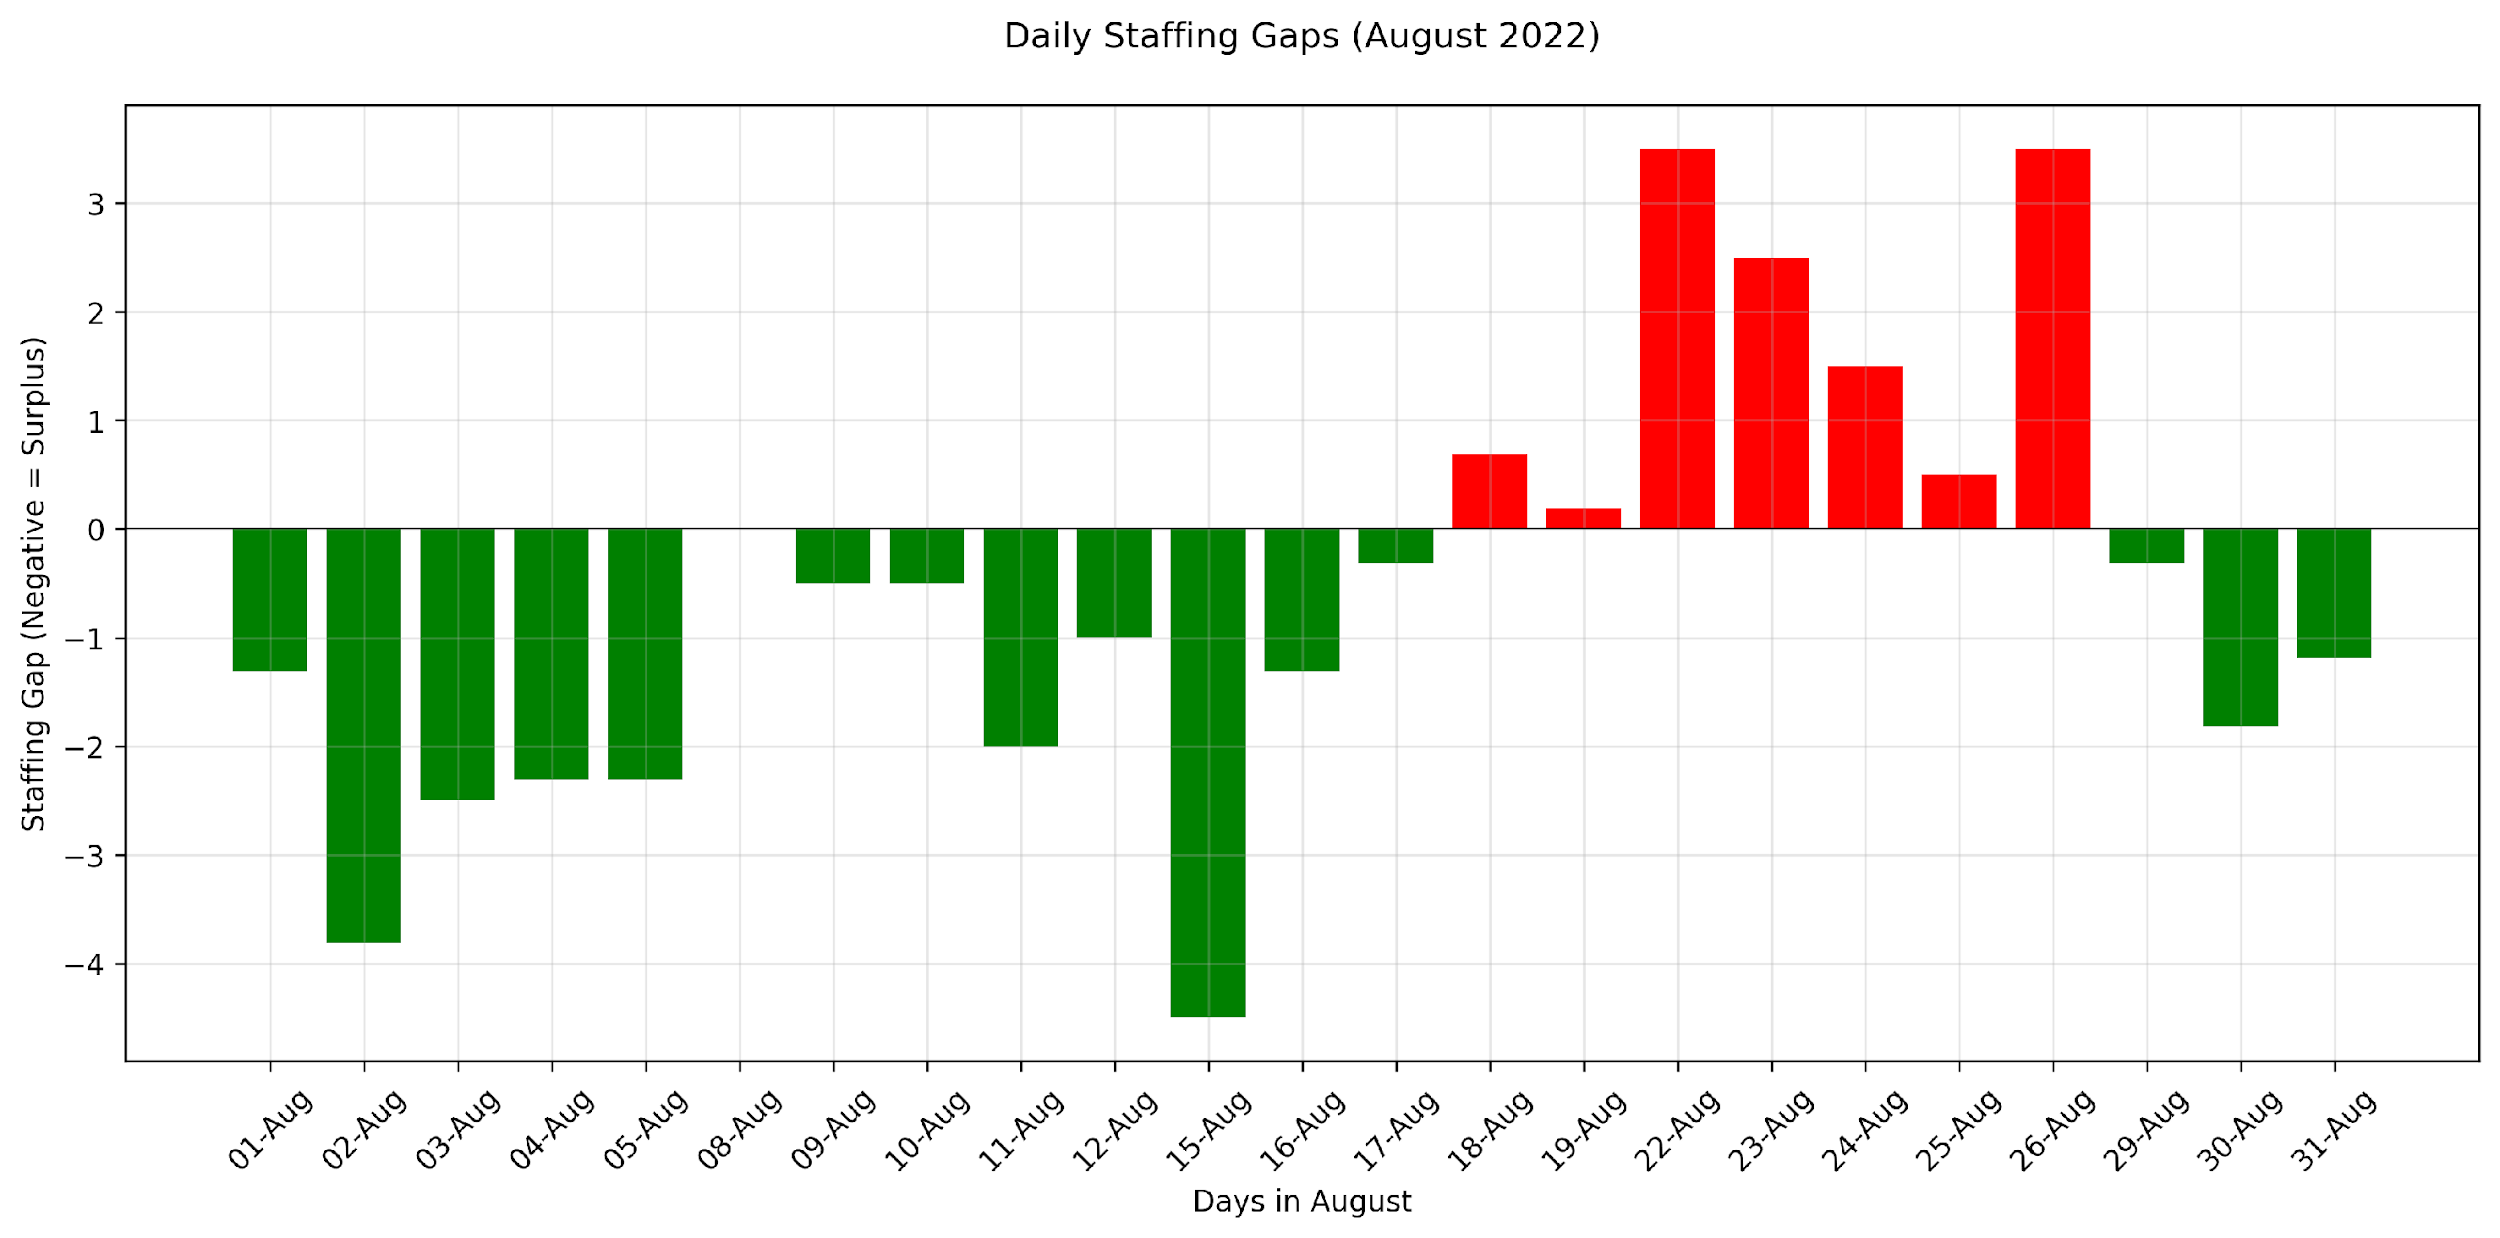 Daily Staffing Gaps (August 2022)
Staffing Gap (Negative = Surplus)
3
2
1
0
−1
−2
−3
−4
01-Aug
02-Aug
03-Aug
04-Aug
05-Aug
08-Aug
09-Aug
10-Aug
11-Aug
12-Aug
15-Aug
16-Aug
17-Aug
18-Aug
19-Aug
22-Aug
23-Aug
24-Aug
25-Aug
26-Aug
29-Aug
30-Aug
31-Aug
Days in August